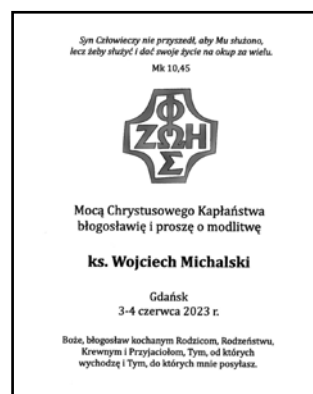 Syn Człowieczy nie przyszedł, aby Mu służono,
lecz żeby służyć i dać swoje życie na okup za wielu.
Mk 10,45
Φ
ΖΩΗ
Σ
Mocą Chrystusowego Kapłaństwa
błogosławię i proszę o modlitwę
ks. Wojciech Michalski
Gdańsk
3-4 czerwca 2023 r.
Boże, błogosław kochanym Rodzicom, Rodzeństwu,
Krewnym i Przyjaciołom, Tym, od których
wychodzę i Tym, do których mnie posyłasz.